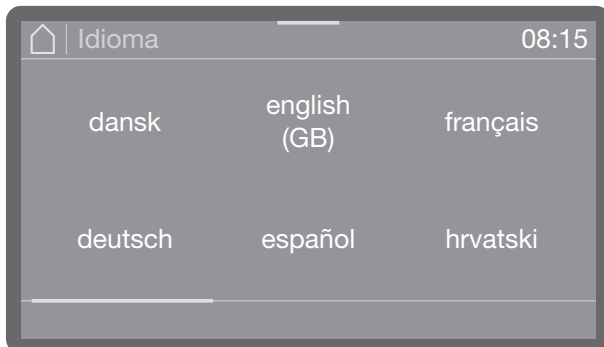 Idioma 08:15
dansk
english
(GB)
français
deutsch español hrvatski